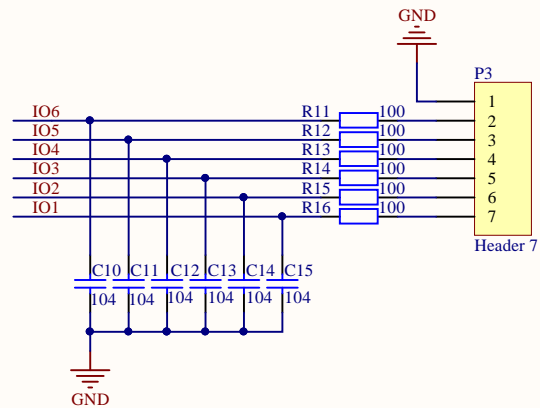 GND
P3
1
IO6 R11 100 2
IO5 R12 100 3
IO4 R13 100 4
IO3 R14 100 5
IO2 R15 100 6
IO1 R16 100 7
Header 7
C10 C11 C12 C13 C14 C15
104 104 104 104 104 104
GND